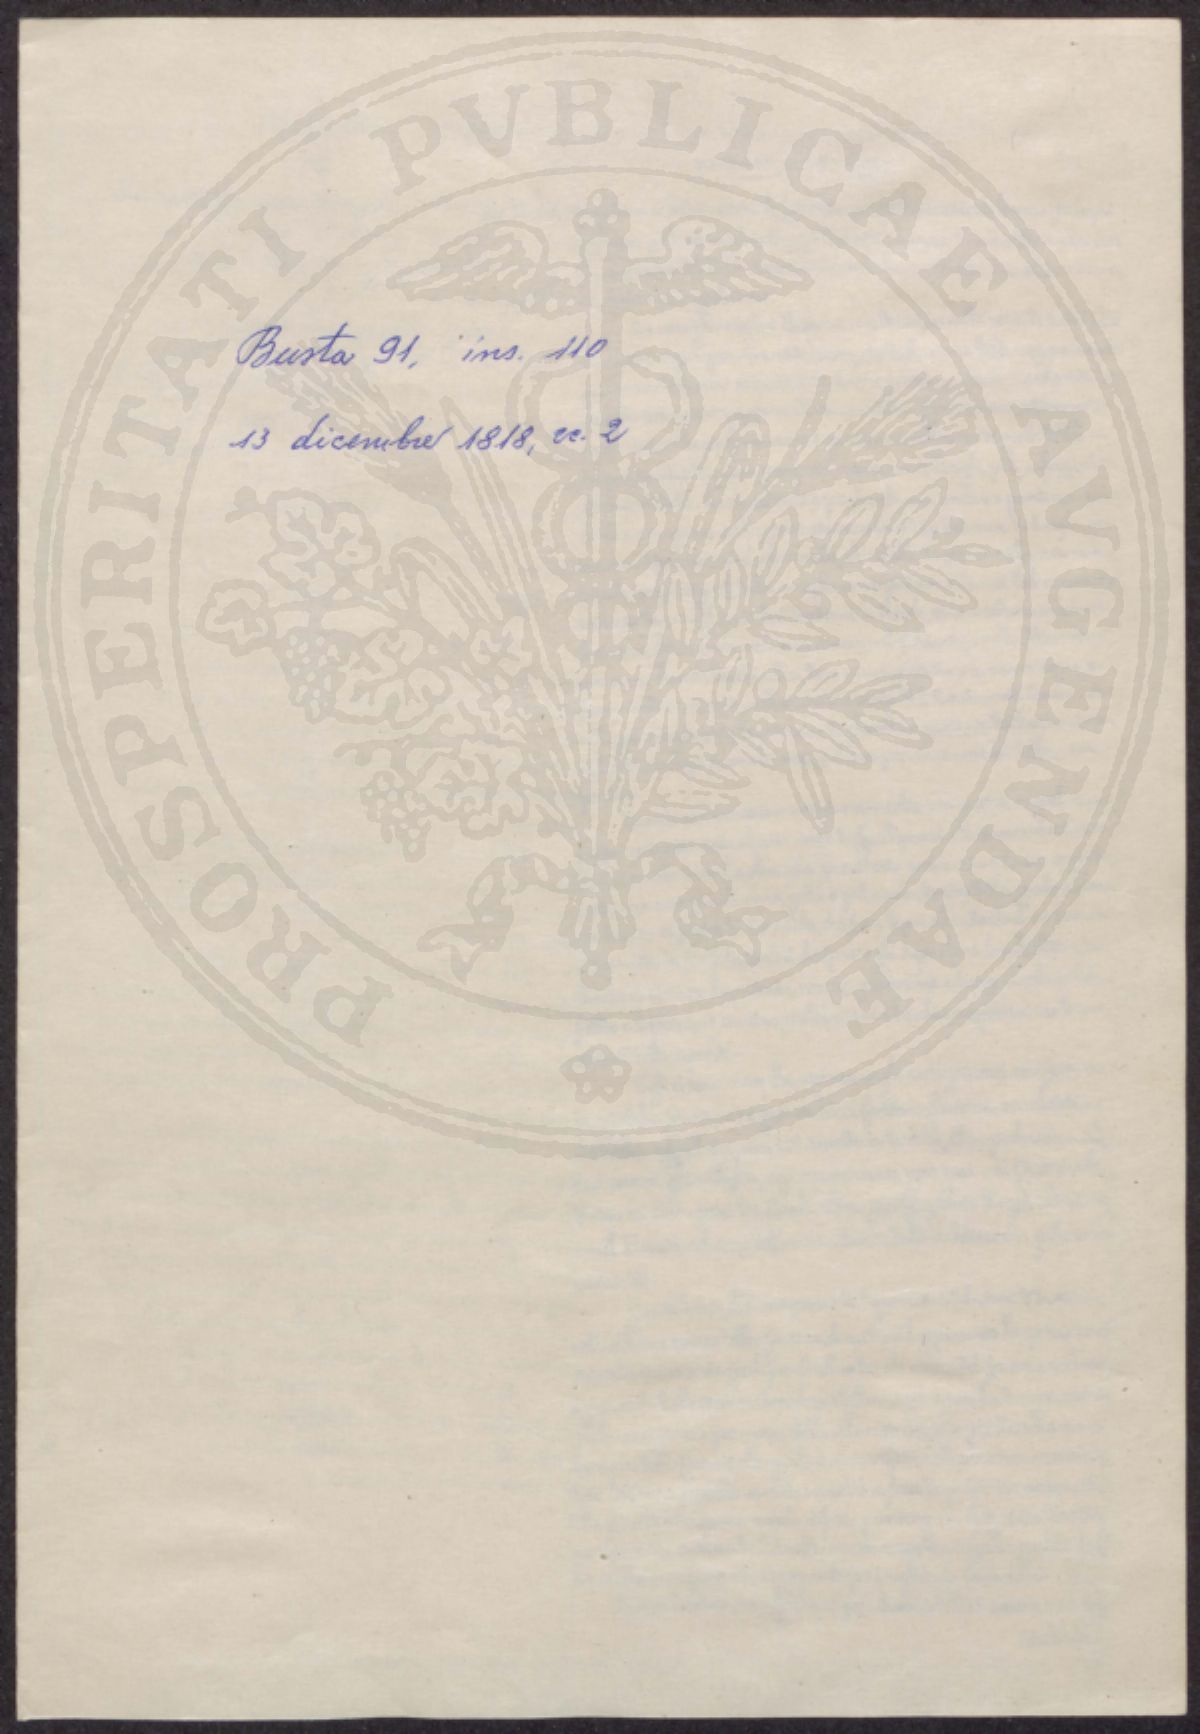 PROSPERITATI PVBLICAE AVGENDAE
Busta 91, ins. 110
13 dicembre 1818, cc. 2